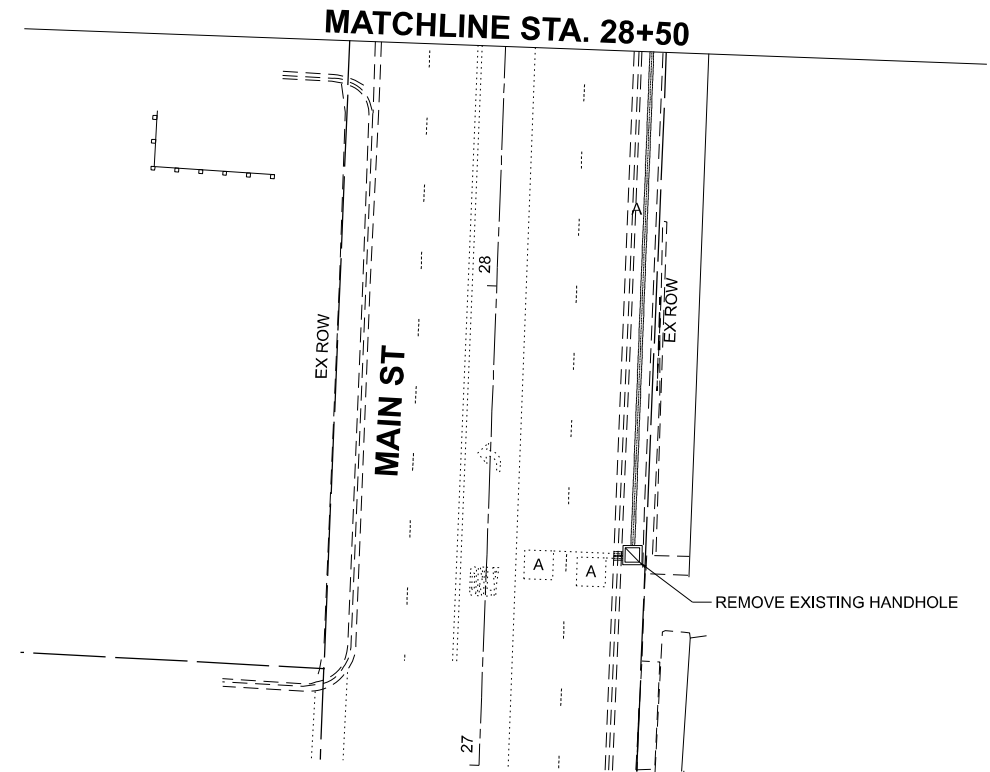 MATCHLINE STA. 28+50
A
28
EX ROW
EX ROW
MAIN ST
A
A
REMOVE EXISTING HANDHOLE
27